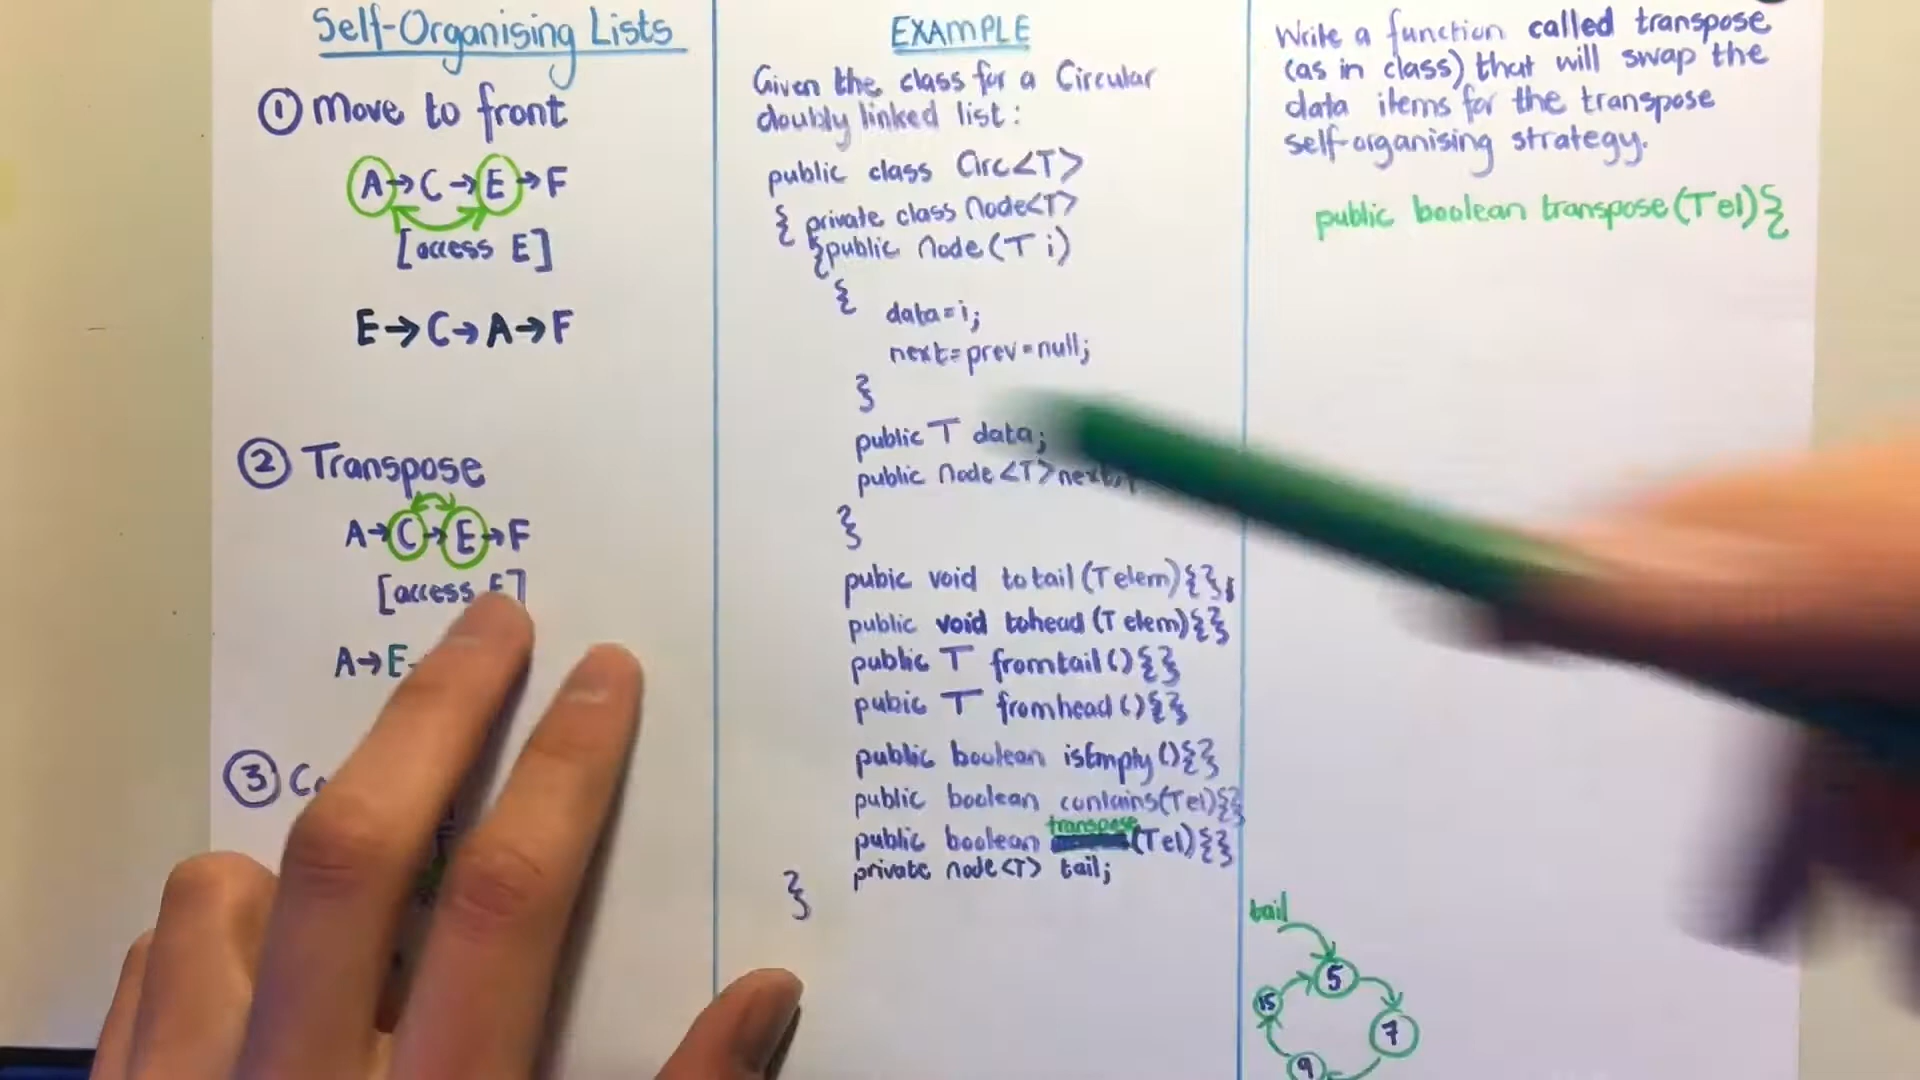 Self-Organising Lists
① Move to front
A→C→E→F
[access E]
E→C→A→F
② Transpose
A→C→E→F
[access E]
A→E
③
EXAMPLE
Given the class for a Circular
doubly linked list:
public class Circ<T>
{ private class Node<T>
{public Node(T i)
{
data=i;
next=prev=null;
}
public T data;
public Node<T>next,
}
pubic void totail(T elem){};
public void tohead(T elem){}
public T fromtail(){}
pubic T fromhead(){}
public boolean isEmpty(){}
public boolean contains(T el){}
transpose
public boolean (T el){}
private node<T> tail;
}
Write a function called transpose
(as in class) that will swap the
data items for the transpose
self-organising strategy.
public boolean transpose(T el){
tail
5
15
7
9